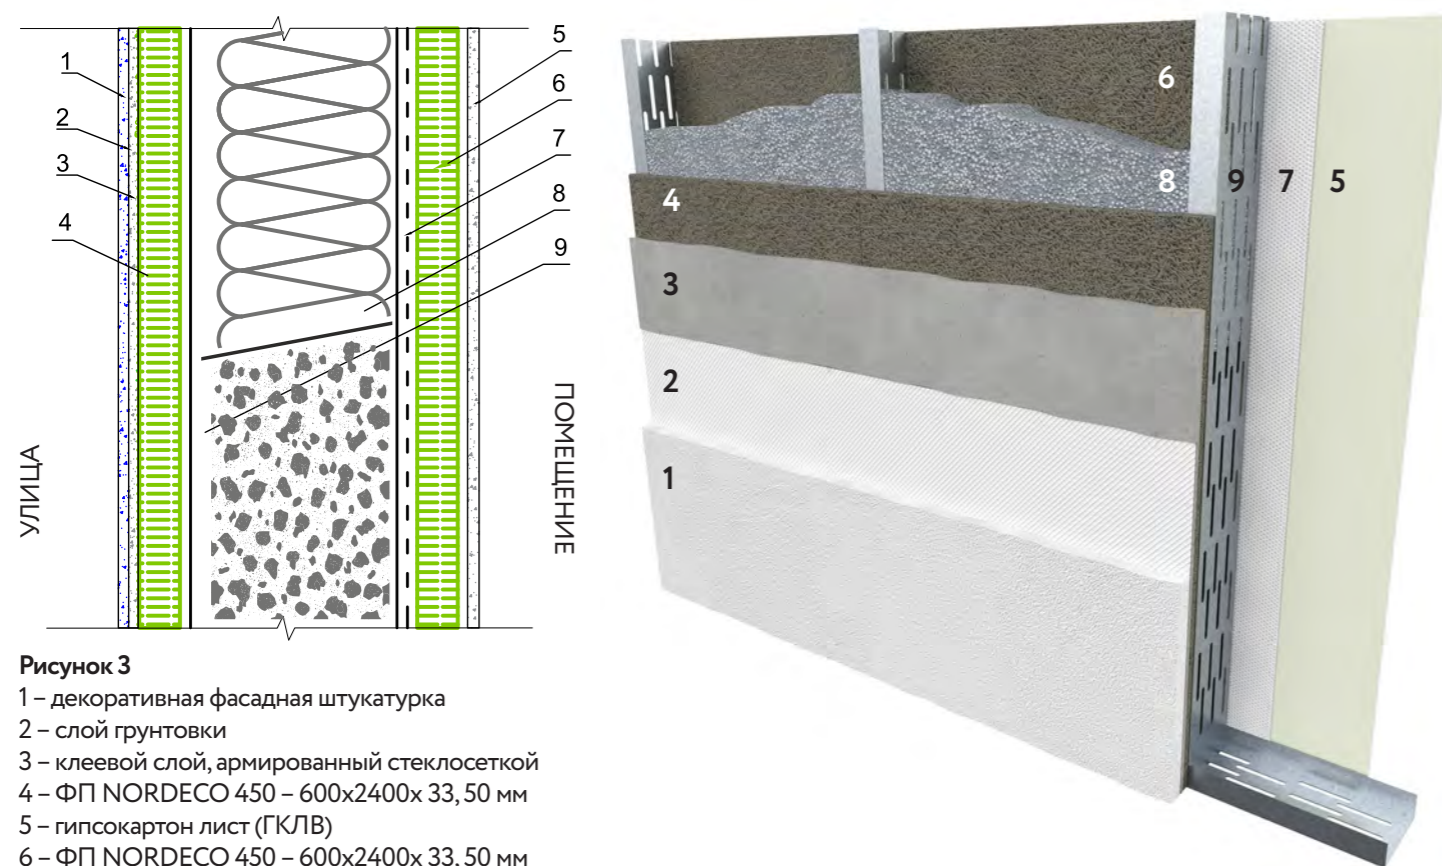 1
2
3
4
5
6
7
8
9
УЛИЦА
ПОМЕЩЕНИЕ
6
8
9
7
5
4
3
2
1
Рисунок 3
1 – декоративная фасадная штукатурка
2 – слой грунтовки
3 – клеевой слой, армированный стеклосеткой
4 – ФП NORDECO 450 – 600х2400х 33, 50 мм
5 – гипсокартон лист (ГКЛВ)
6 – ФП NORDECO 450 – 600х2400х 33, 50 мм